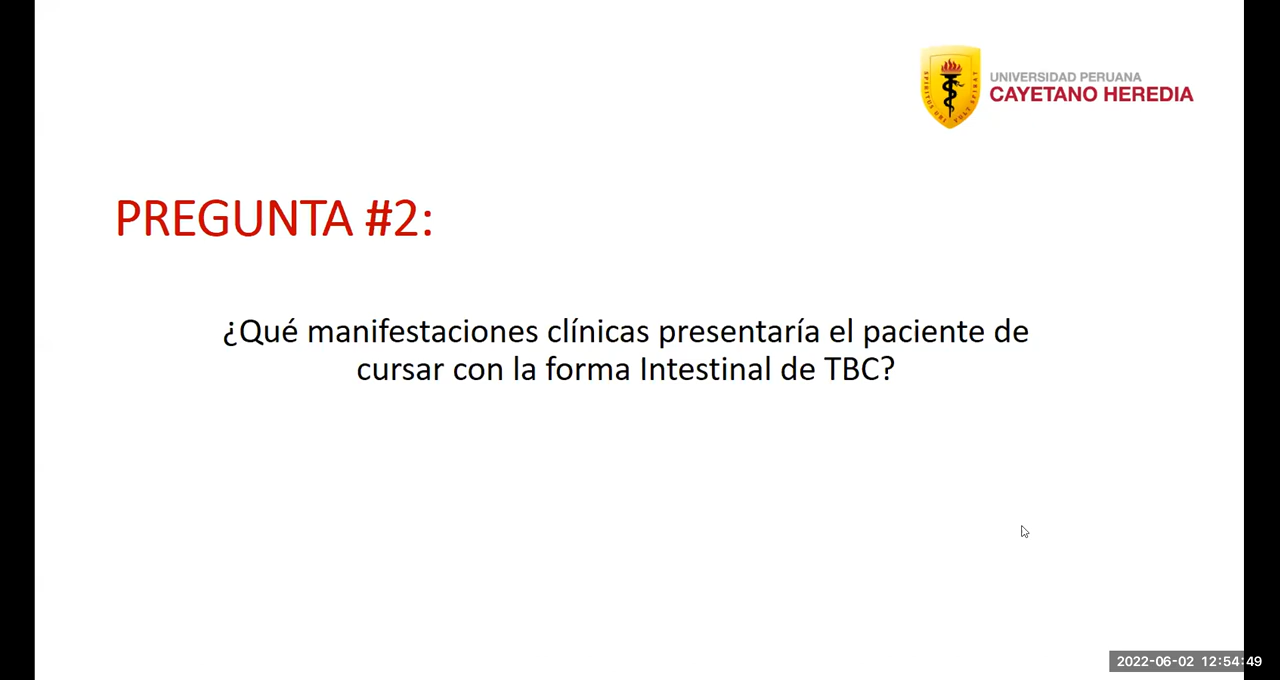 UNIVERSIDAD PERUANA
CAYETANO HEREDIA
PREGUNTA #2:
¿Qué manifestaciones clínicas presentaría el paciente de
cursar con la forma Intestinal de TBC?
2022-06-02 12:54:49